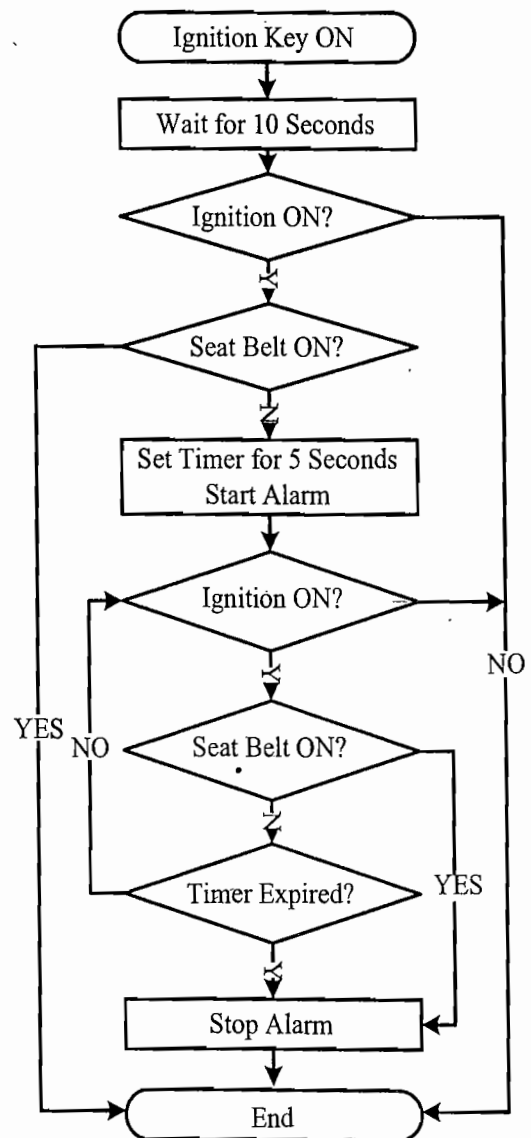 Ignition Key ON
Wait for 10 Seconds
Ignition ON?
Y
Seat Belt ON?
N
Set Timer for 5 Seconds
Start Alarm
Ignition ON?
NO
Y
YES
NO
Seat Belt ON?
N
Timer Expired?
YES
Y
Stop Alarm
End